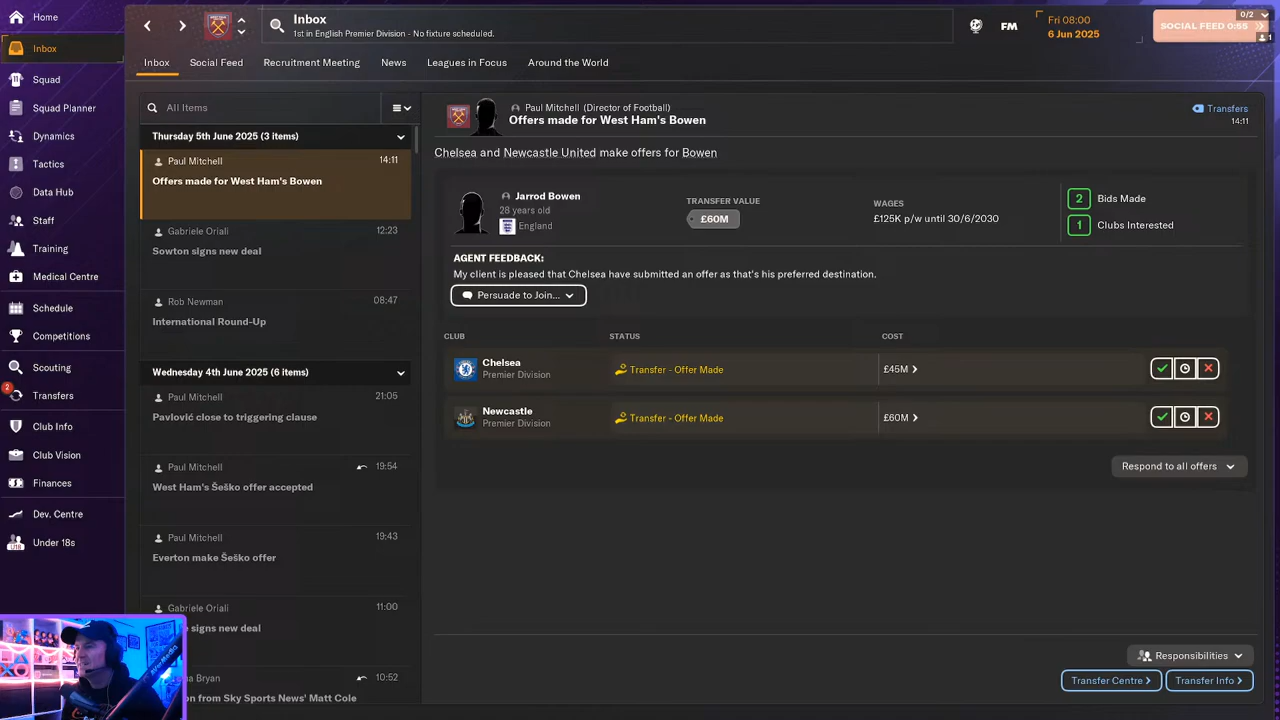 Home
Inbox
Squad
Squad Planner
Dynamics
Tactics
Data Hub
Staff
Training
Medical Centre
Schedule
Competitions
Scouting
2
Transfers
Club Info
Club Vision
Finances
Dev. Centre
Under 18s
Inbox
1st in English Premier Division - No fixture scheduled.
FM
Fri 08:00
6 Jun 2025
0/2
SOCIAL FEED 0:55
1
Inbox
Social Feed
Recruitment Meeting
News
Leagues in Focus
Around the World
All Items
Thursday 5th June 2025 (3 items)
Paul Mitchell 14:11
Offers made for West Ham's Bowen
Gabriele Oriali 12:23
Sowton signs new deal
Rob Newman 08:47
International Round-Up
Wednesday 4th June 2025 (6 items)
Paul Mitchell 21:05
Pavlović close to triggering clause
Paul Mitchell 19:54
West Ham's Šeško offer accepted
Paul Mitchell 19:43
Everton make Šeško offer
Gabriele Oriali 11:00
signs new deal
Bryan 10:52
from Sky Sports News' Matt Cole
Paul Mitchell (Director of Football)
Offers made for West Ham's Bowen
Transfers
14:11
Chelsea and Newcastle United make offers for Bowen
Jarrod Bowen
28 years old
England
TRANSFER VALUE
£60M
WAGES
£125K p/w until 30/6/2030
2 Bids Made
1 Clubs Interested
AGENT FEEDBACK:
My client is pleased that Chelsea have submitted an offer as that's his preferred destination.
Persuade to Join...
CLUB STATUS COST
Chelsea
Premier Division
Transfer - Offer Made
£45M
Newcastle
Premier Division
Transfer - Offer Made
£60M
Respond to all offers
Responsibilities
Transfer Centre
Transfer Info